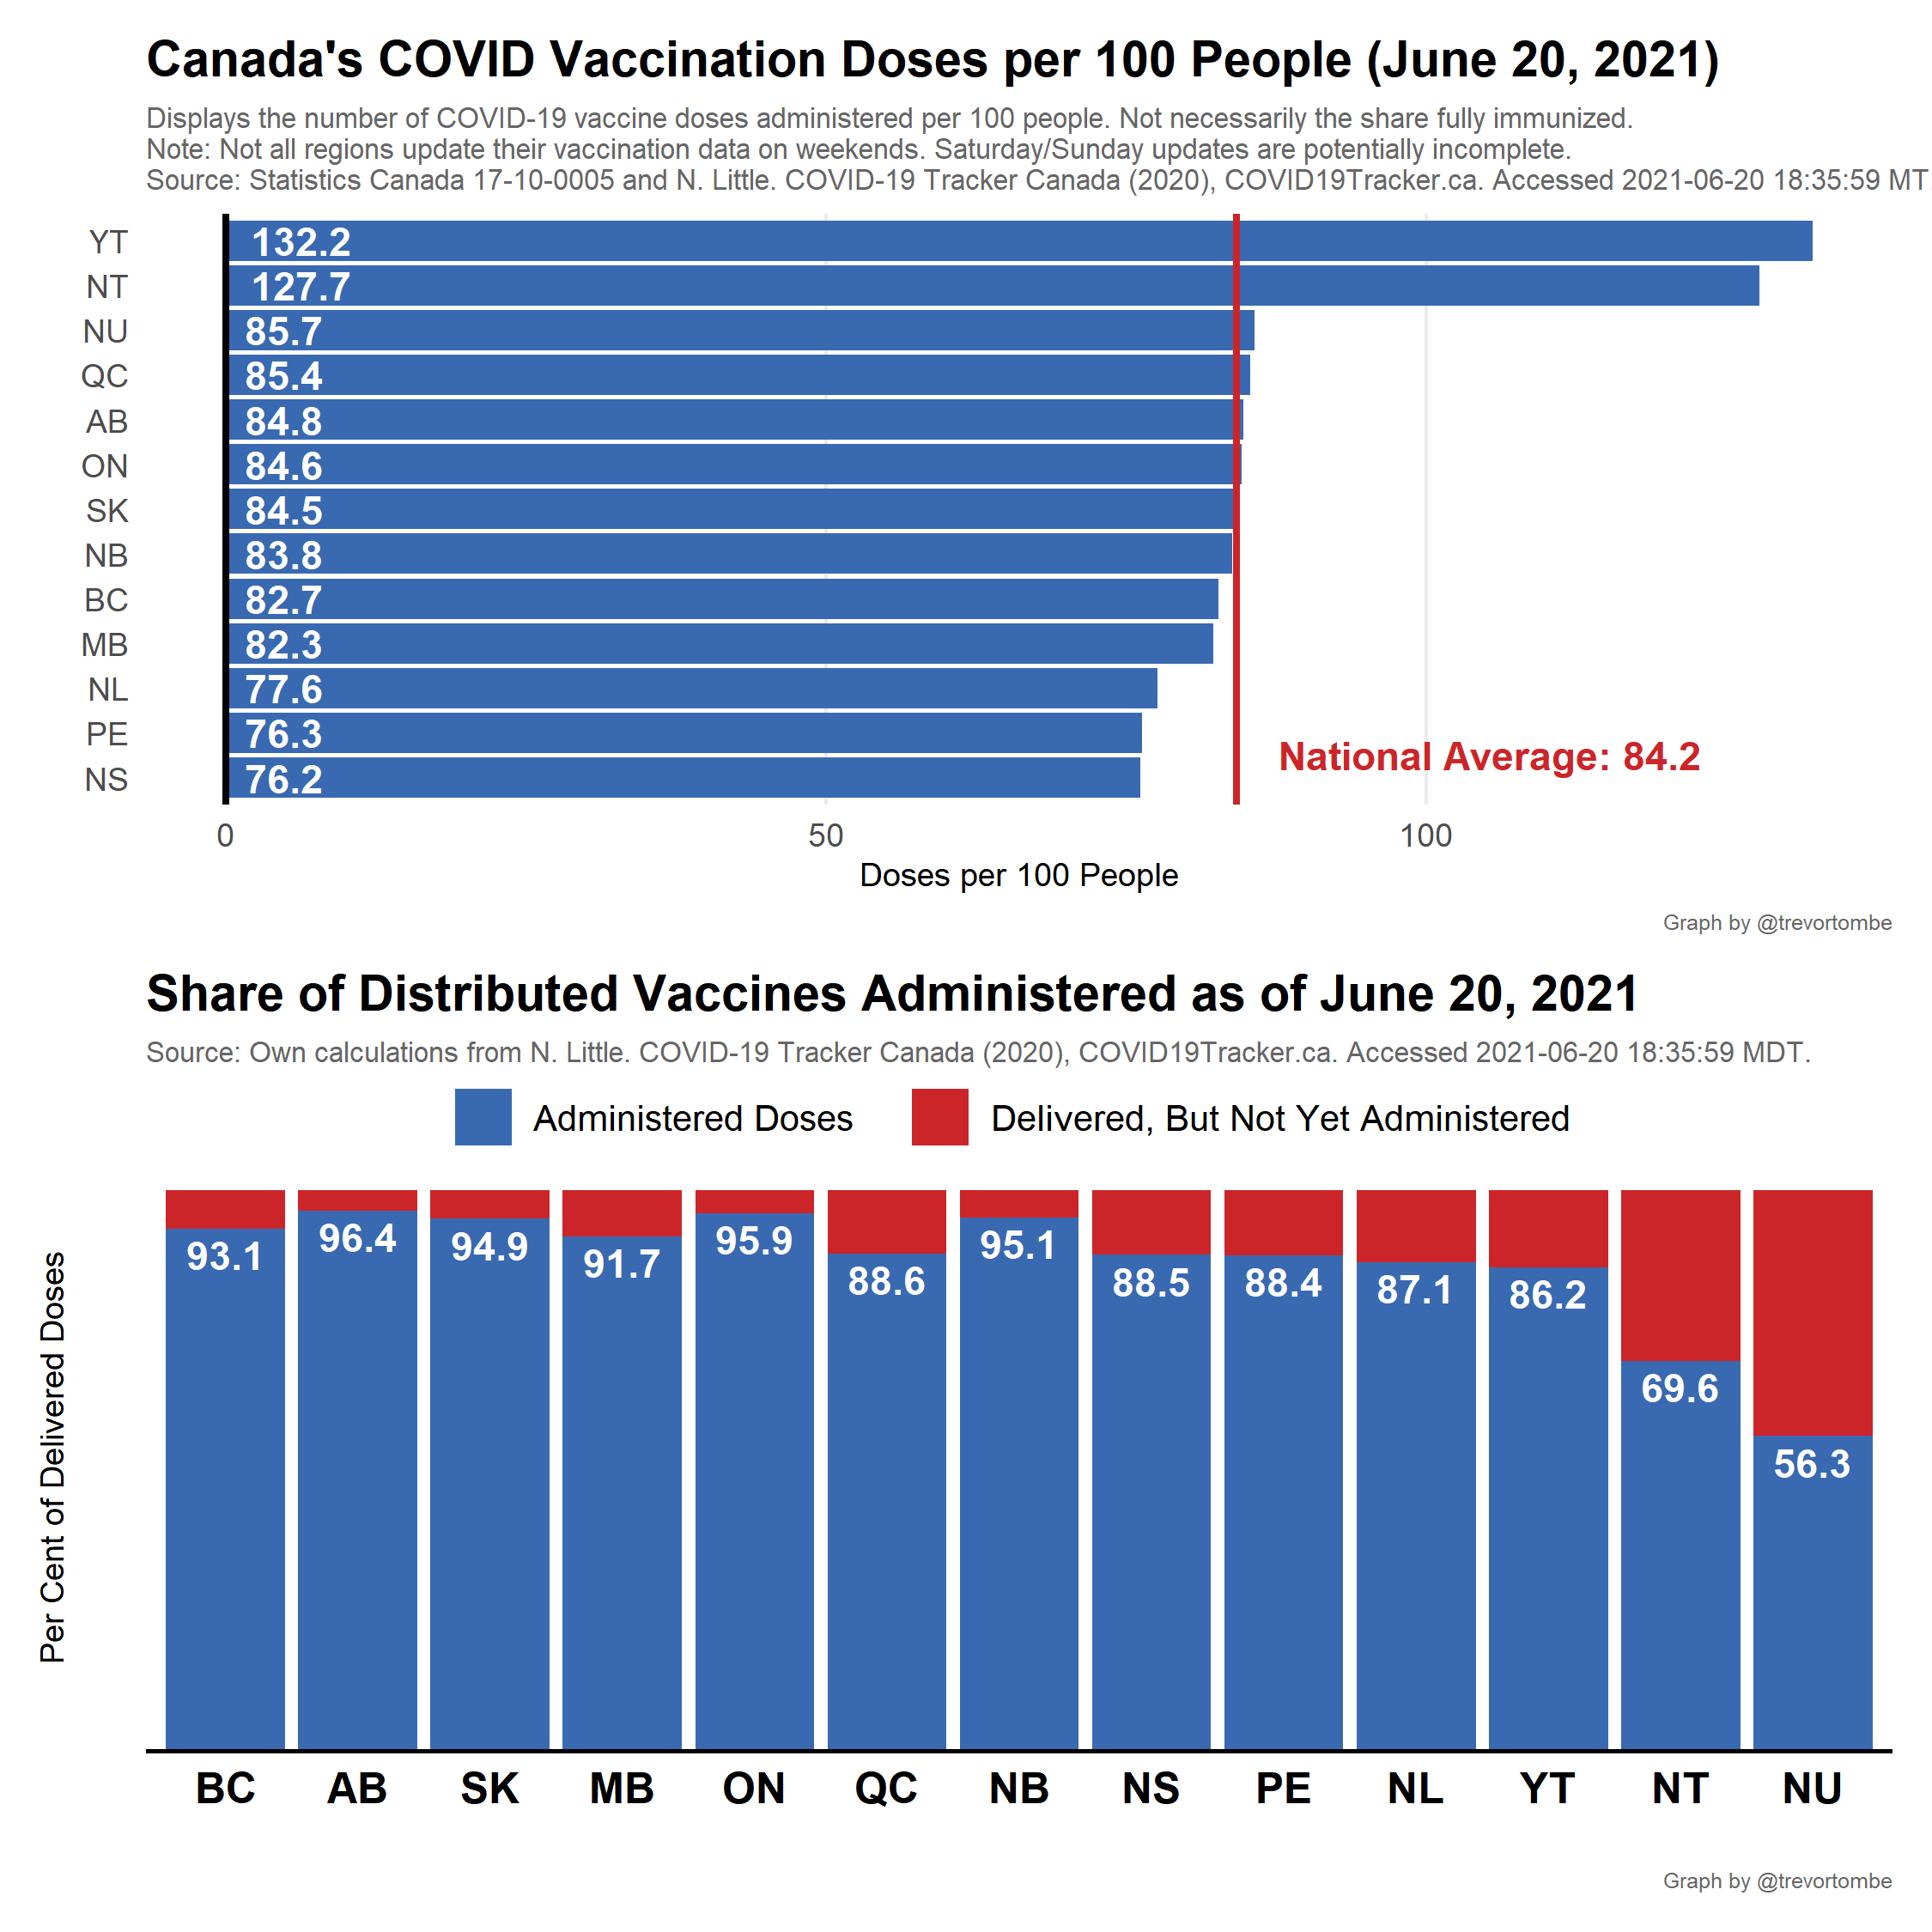 Canada's COVID Vaccination Doses per 100 People (June 20, 2021)
Displays the number of COVID-19 vaccine doses administered per 100 people. Not necessarily the share fully immunized.
Note: Not all regions update their vaccination data on weekends. Saturday/Sunday updates are potentially incomplete.
Source: Statistics Canada 17-10-0005 and N. Little. COVID-19 Tracker Canada (2020), COVID19Tracker.ca. Accessed 2021-06-20 18:35:59 MT
YT 132.2
NT 127.7
NU 85.7
QC 85.4
AB 84.8
ON 84.6
SK 84.5
NB 83.8
BC 82.7
MB 82.3
NL 77.6
PE 76.3
National Average: 84.2
NS 76.2
0 50 100
Doses per 100 People
Graph by @trevortombe
Share of Distributed Vaccines Administered as of June 20, 2021
Source: Own calculations from N. Little. COVID-19 Tracker Canada (2020), COVID19Tracker.ca. Accessed 2021-06-20 18:35:59 MDT.
Administered Doses Delivered, But Not Yet Administered
Per Cent of Delivered Doses
93.1 96.4 94.9 91.7 95.9 88.6 95.1 88.5 88.4 87.1 86.2 69.6 56.3
BC AB SK MB ON QC NB NS PE NL YT NT NU
Graph by @trevortombe